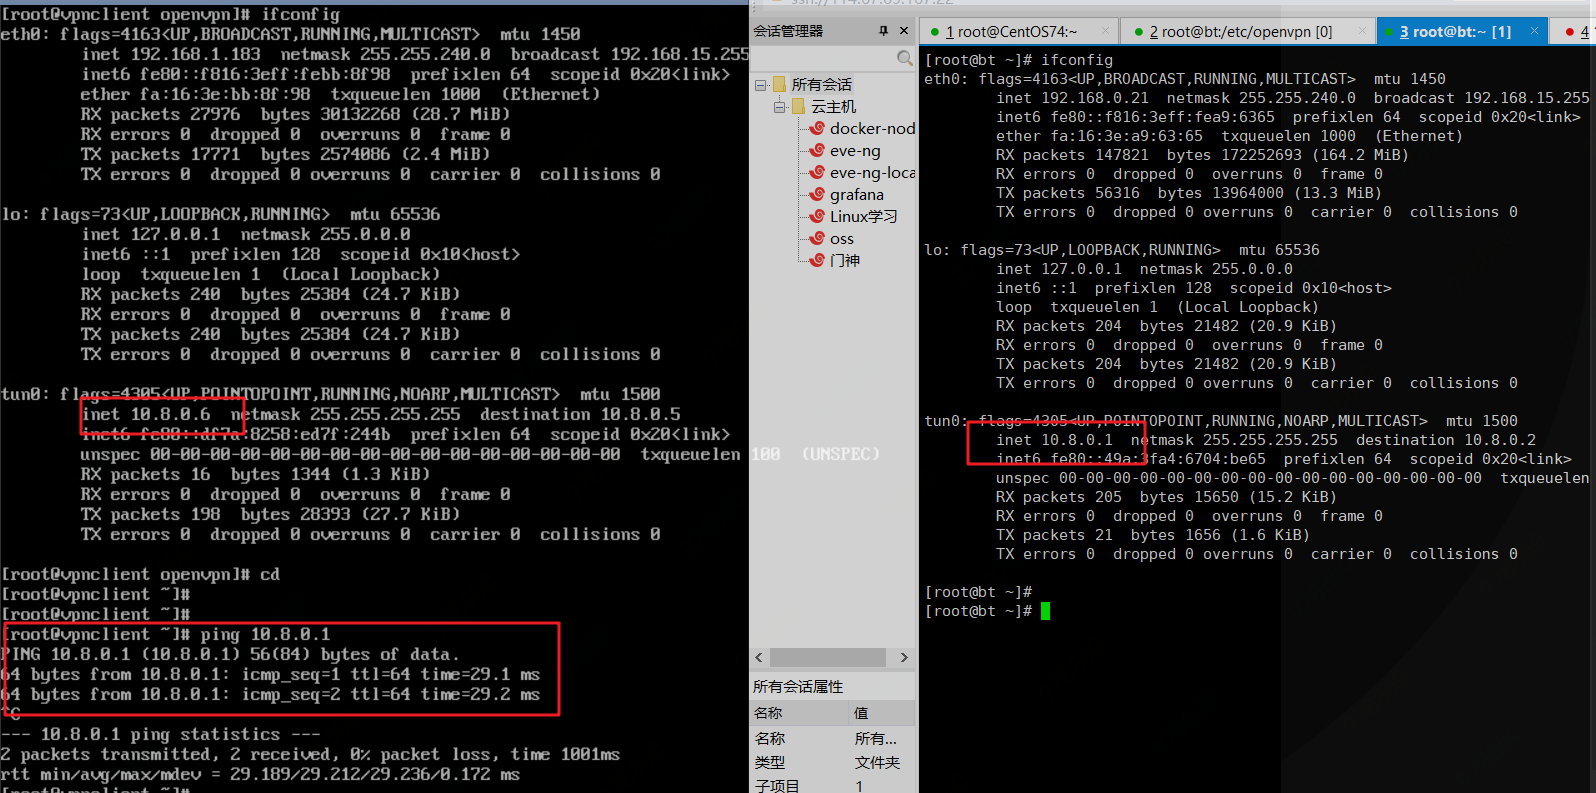 [root@vpnclient openvpn]# ifconfig
eth0: flags=4163<UP,BROADCAST,RUNNING,MULTICAST>  mtu 1450
        inet 192.168.1.183  netmask 255.255.240.0  broadcast 192.168.15.255
        inet6 fe80::f816:3eff:febb:8f98  prefixlen 64  scopeid 0x20<link>
        ether fa:16:3e:bb:8f:98  txqueuelen 1000  (Ethernet)
        RX packets 27976  bytes 30132268 (28.7 MiB)
        RX errors 0  dropped 0  overruns 0  frame 0
        TX packets 17771  bytes 2574086 (2.4 MiB)
        TX errors 0  dropped 0 overruns 0  carrier 0  collisions 0
lo: flags=73<UP,LOOPBACK,RUNNING>  mtu 65536
        inet 127.0.0.1  netmask 255.0.0.0
        inet6 ::1  prefixlen 128  scopeid 0x10<host>
        loop  txqueuelen 1  (Local Loopback)
        RX packets 240  bytes 25384 (24.7 KiB)
        RX errors 0  dropped 0  overruns 0  frame 0
        TX packets 240  bytes 25384 (24.7 KiB)
        TX errors 0  dropped 0 overruns 0  carrier 0  collisions 0
tun0: flags=4305<UP,POINTOPOINT,RUNNING,NOARP,MULTICAST>  mtu 1500
        inet 10.8.0.6  netmask 255.255.255.255  destination 10.8.0.5
        inet6 fe80::df7a:8258:ed7f:244b  prefixlen 64  scopeid 0x20<link>
        unspec 00-00-00-00-00-00-00-00-00-00-00-00-00-00-00-00  txqueuelen 100  (UNSPEC)
        RX packets 16  bytes 1344 (1.3 KiB)
        RX errors 0  dropped 0  overruns 0  frame 0
        TX packets 198  bytes 28393 (27.7 KiB)
        TX errors 0  dropped 0 overruns 0  carrier 0  collisions 0
[root@vpnclient openvpn]# cd
[root@vpnclient ~]#
[root@vpnclient ~]#
[root@vpnclient ~]# ping 10.8.0.1
PING 10.8.0.1 (10.8.0.1) 56(84) bytes of data.
64 bytes from 10.8.0.1: icmp_seq=1 ttl=64 time=29.1 ms
64 bytes from 10.8.0.1: icmp_seq=2 ttl=64 time=29.2 ms
^C
--- 10.8.0.1 ping statistics ---
2 packets transmitted, 2 received, 0% packet loss, time 1001ms
rtt min/avg/max/mdev = 29.189/29.212/29.236/0.172 ms
[root@vpnclient ~]#
会话管理器
所有会话
云主机
docker-nod
eve-ng
eve-ng-loca
grafana
Linux学习
oss
门神
所有会话属性
名称 值
名称 所有...
类型 文件夹
子项目 1
1 root@CentOS74:~
2 root@bt:/etc/openvpn [0]
3 root@bt:~ [1]
4
[root@bt ~]# ifconfig
eth0: flags=4163<UP,BROADCAST,RUNNING,MULTICAST>  mtu 1450
        inet 192.168.0.21  netmask 255.255.240.0  broadcast 192.168.15.255
        inet6 fe80::f816:3eff:fea9:6365  prefixlen 64  scopeid 0x20<link>
        ether fa:16:3e:a9:63:65  txqueuelen 1000  (Ethernet)
        RX packets 147821  bytes 172252693 (164.2 MiB)
        RX errors 0  dropped 0  overruns 0  frame 0
        TX packets 56316  bytes 13964000 (13.3 MiB)
        TX errors 0  dropped 0 overruns 0  carrier 0  collisions 0
lo: flags=73<UP,LOOPBACK,RUNNING>  mtu 65536
        inet 127.0.0.1  netmask 255.0.0.0
        inet6 ::1  prefixlen 128  scopeid 0x10<host>
        loop  txqueuelen 1  (Local Loopback)
        RX packets 204  bytes 21482 (20.9 KiB)
        RX errors 0  dropped 0  overruns 0  frame 0
        TX packets 204  bytes 21482 (20.9 KiB)
        TX errors 0  dropped 0 overruns 0  carrier 0  collisions 0
tun0: flags=4305<UP,POINTOPOINT,RUNNING,NOARP,MULTICAST>  mtu 1500
        inet 10.8.0.1  netmask 255.255.255.255  destination 10.8.0.2
        inet6 fe80::49a:3fa4:6704:be65  prefixlen 64  scopeid 0x20<link>
        unspec 00-00-00-00-00-00-00-00-00-00-00-00-00-00-00-00  txqueuelen
        RX packets 205  bytes 15650 (15.2 KiB)
        RX errors 0  dropped 0  overruns 0  frame 0
        TX packets 21  bytes 1656 (1.6 KiB)
        TX errors 0  dropped 0 overruns 0  carrier 0  collisions 0
[root@bt ~]#
[root@bt ~]#